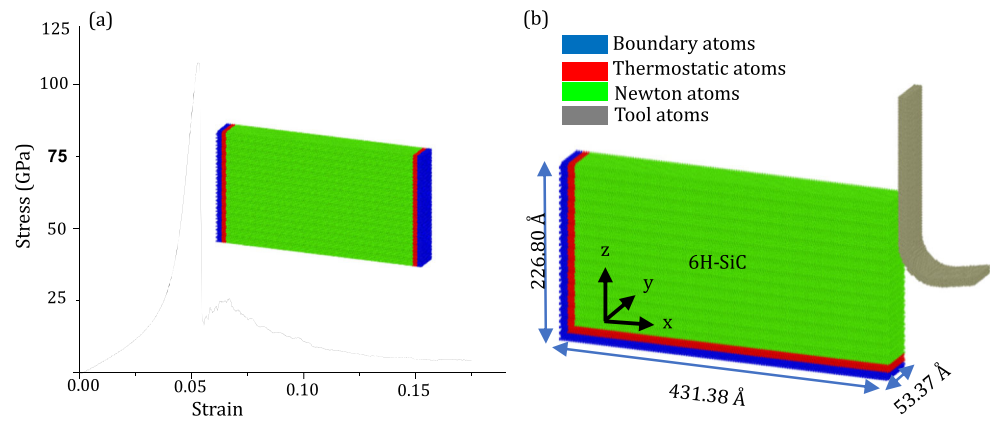 (a)
125
100
75
50
25
Stress (GPa)
0.00
0.05
0.10
0.15
Strain
(b)
Boundary atoms
Thermostatic atoms
Newton atoms
Tool atoms
226.80 Å
6H-SiC
z
y
x
431.38 Å
53.37 Å